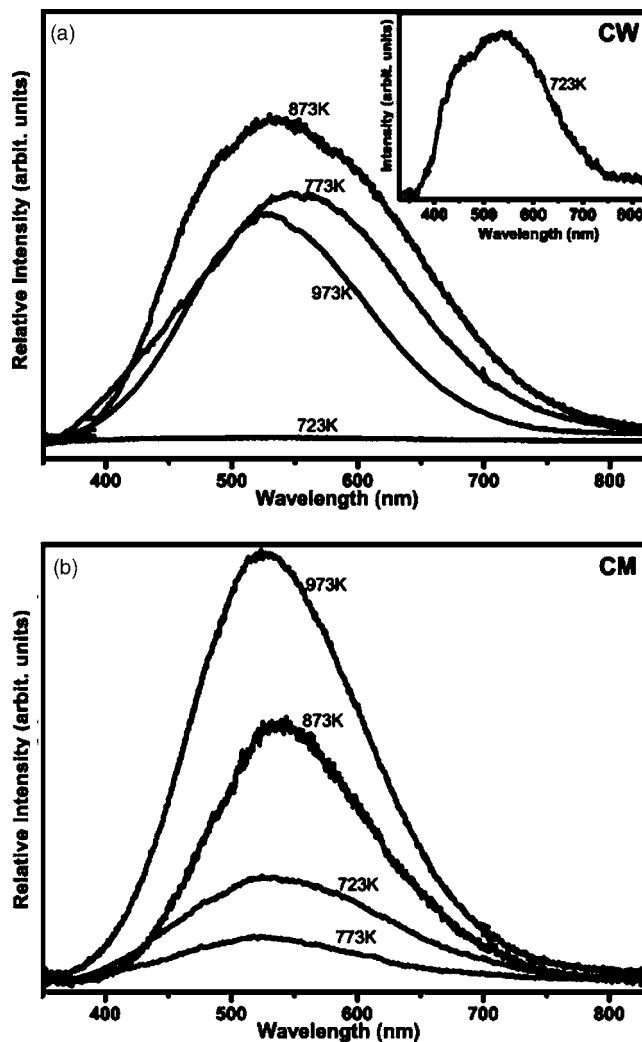 (a)
CW
873K
773K
973K
723K
Relative Intensity (arbit. units)
400 500 600 700 800
Wavelength (nm)
723K
Intensity (arbit. units)
400 500 600 700 800
Wavelength (nm)
(b)
CM
973K
873K
723K
773K
Relative Intensity (arbit. units)
400 500 600 700 800
Wavelength (nm)